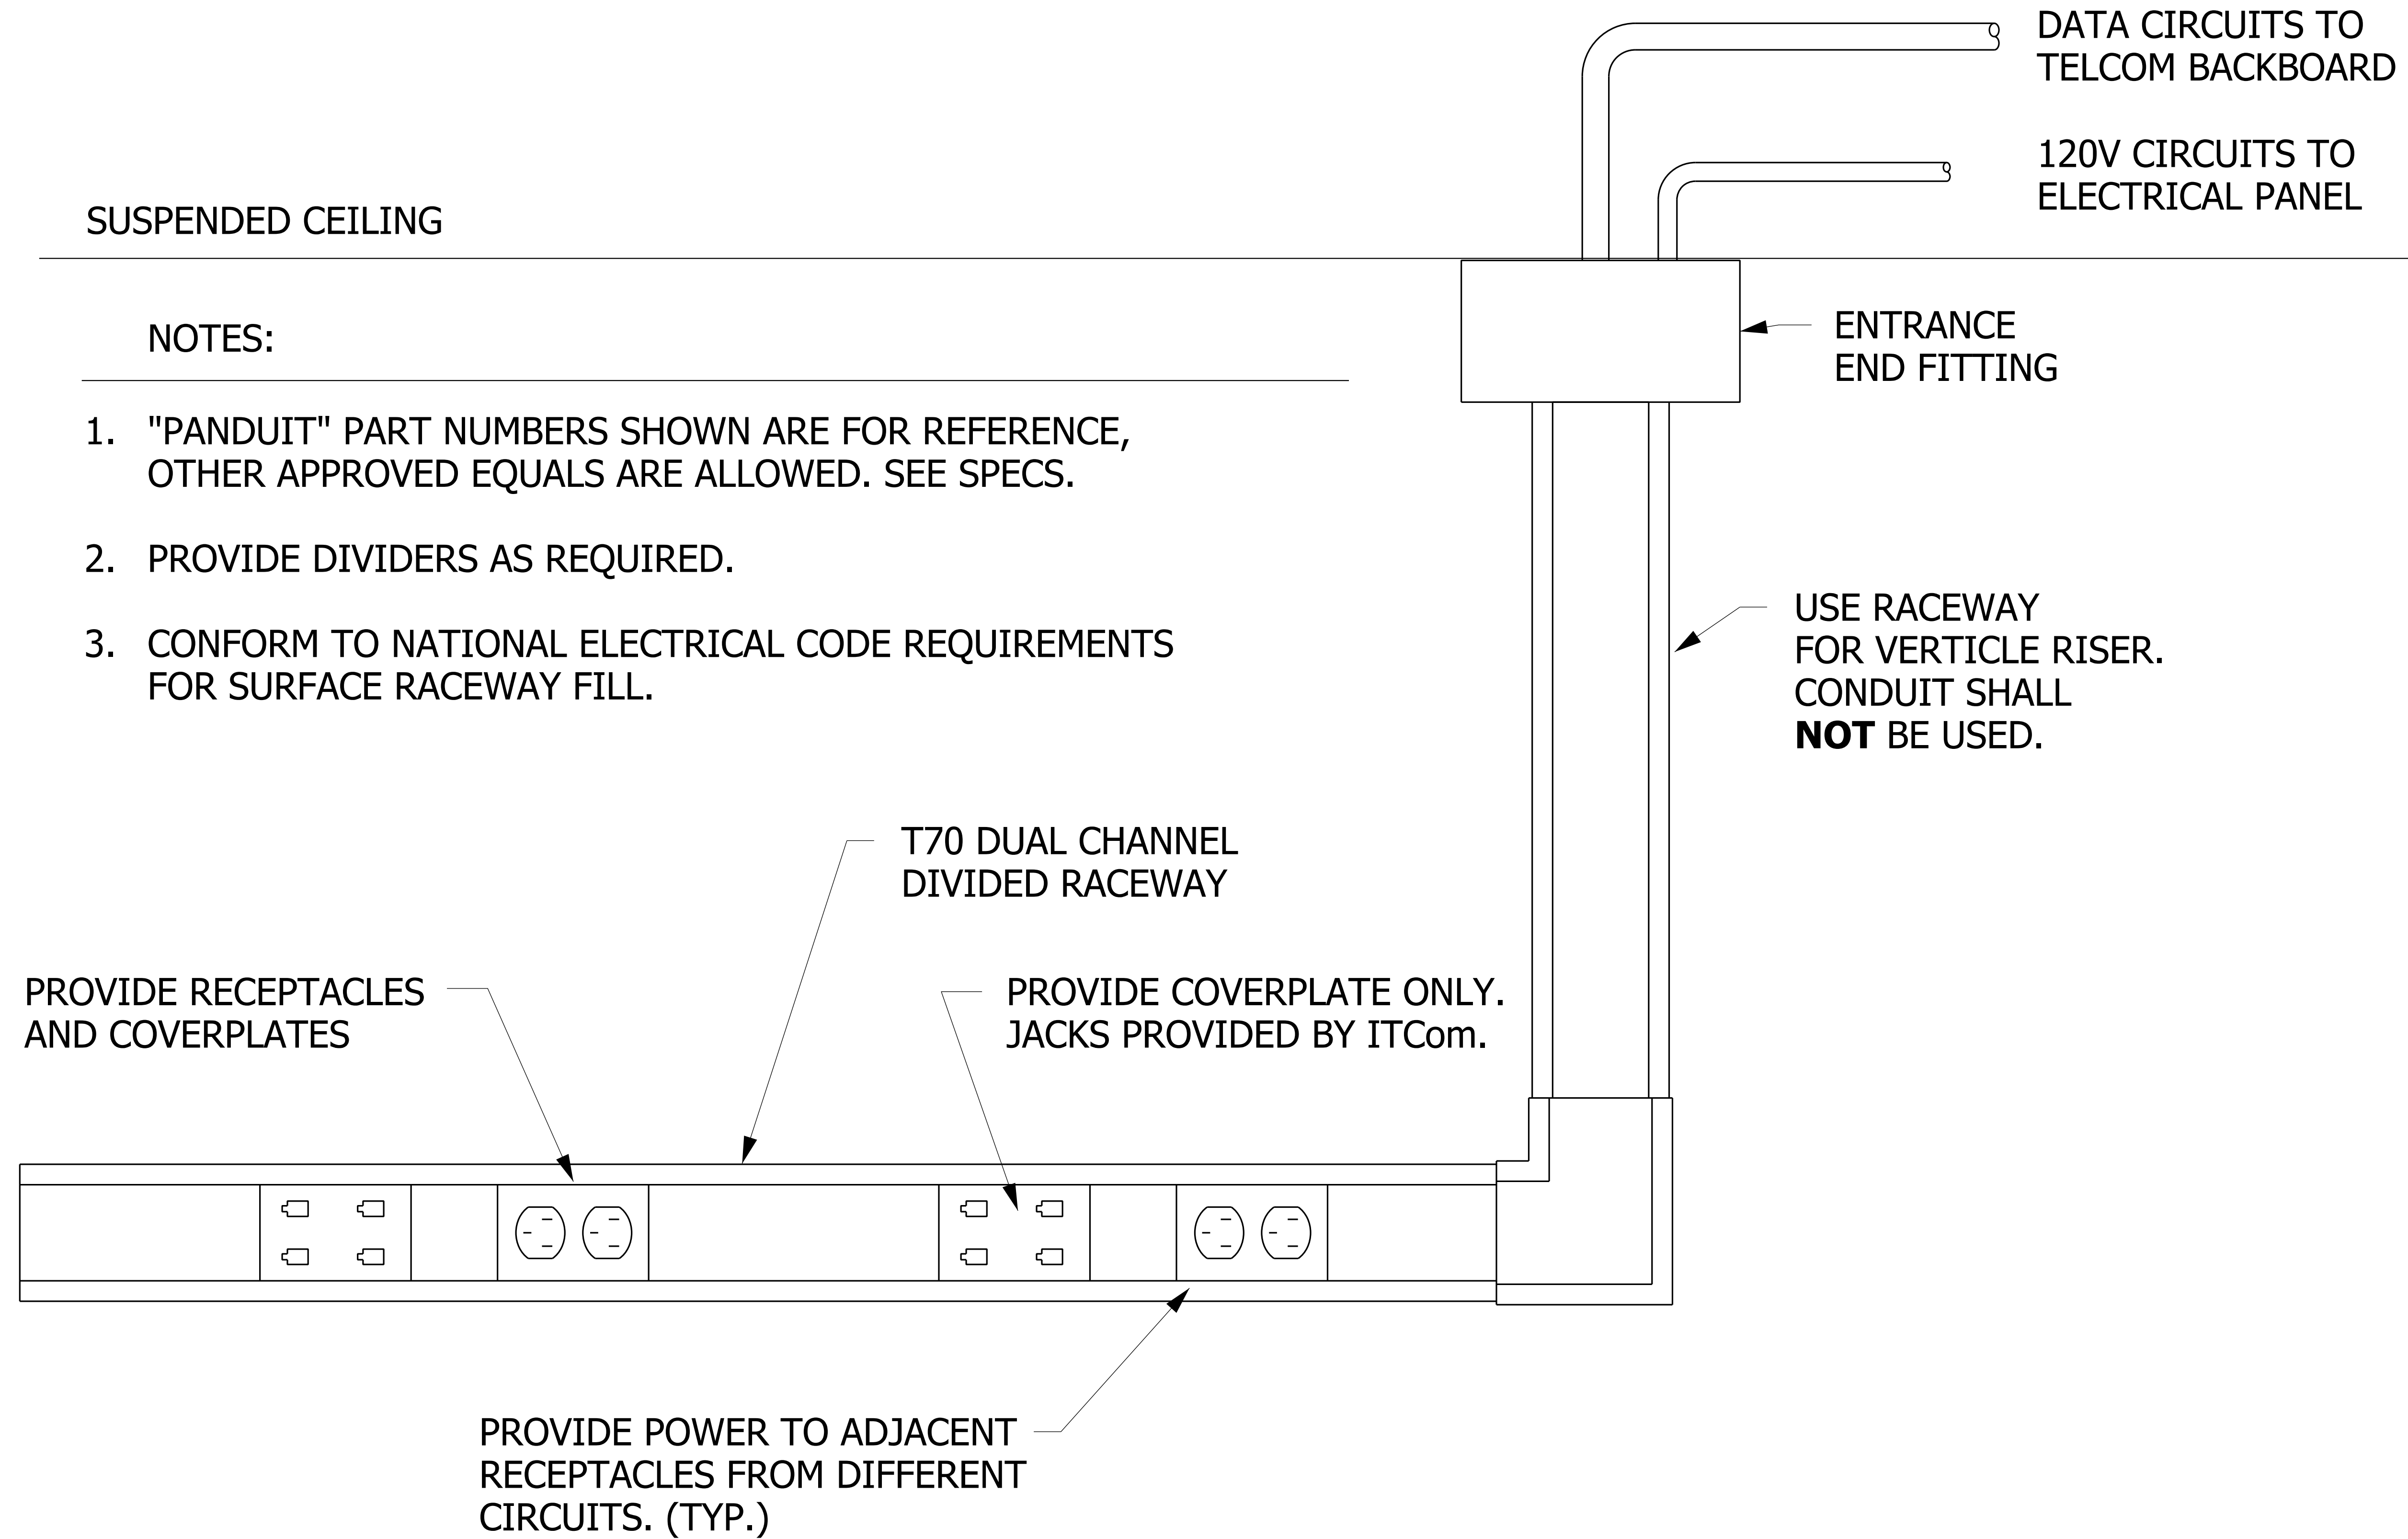 DATA CIRCUITS TO
TELCOM BACKBOARD
120V CIRCUITS TO
ELECTRICAL PANEL
SUSPENDED CEILING
NOTES:
1. "PANDUIT" PART NUMBERS SHOWN ARE FOR REFERENCE,
OTHER APPROVED EQUALS ARE ALLOWED. SEE SPECS.
2. PROVIDE DIVIDERS AS REQUIRED.
3. CONFORM TO NATIONAL ELECTRICAL CODE REQUIREMENTS
FOR SURFACE RACEWAY FILL.
ENTRANCE
END FITTING
USE RACEWAY
FOR VERTICLE RISER.
CONDUIT SHALL
NOT BE USED.
T70 DUAL CHANNEL
DIVIDED RACEWAY
PROVIDE RECEPTACLES
AND COVERPLATES
PROVIDE COVERPLATE ONLY.
JACKS PROVIDED BY ITCom.
PROVIDE POWER TO ADJACENT
RECEPTACLES FROM DIFFERENT
CIRCUITS. (TYP.)